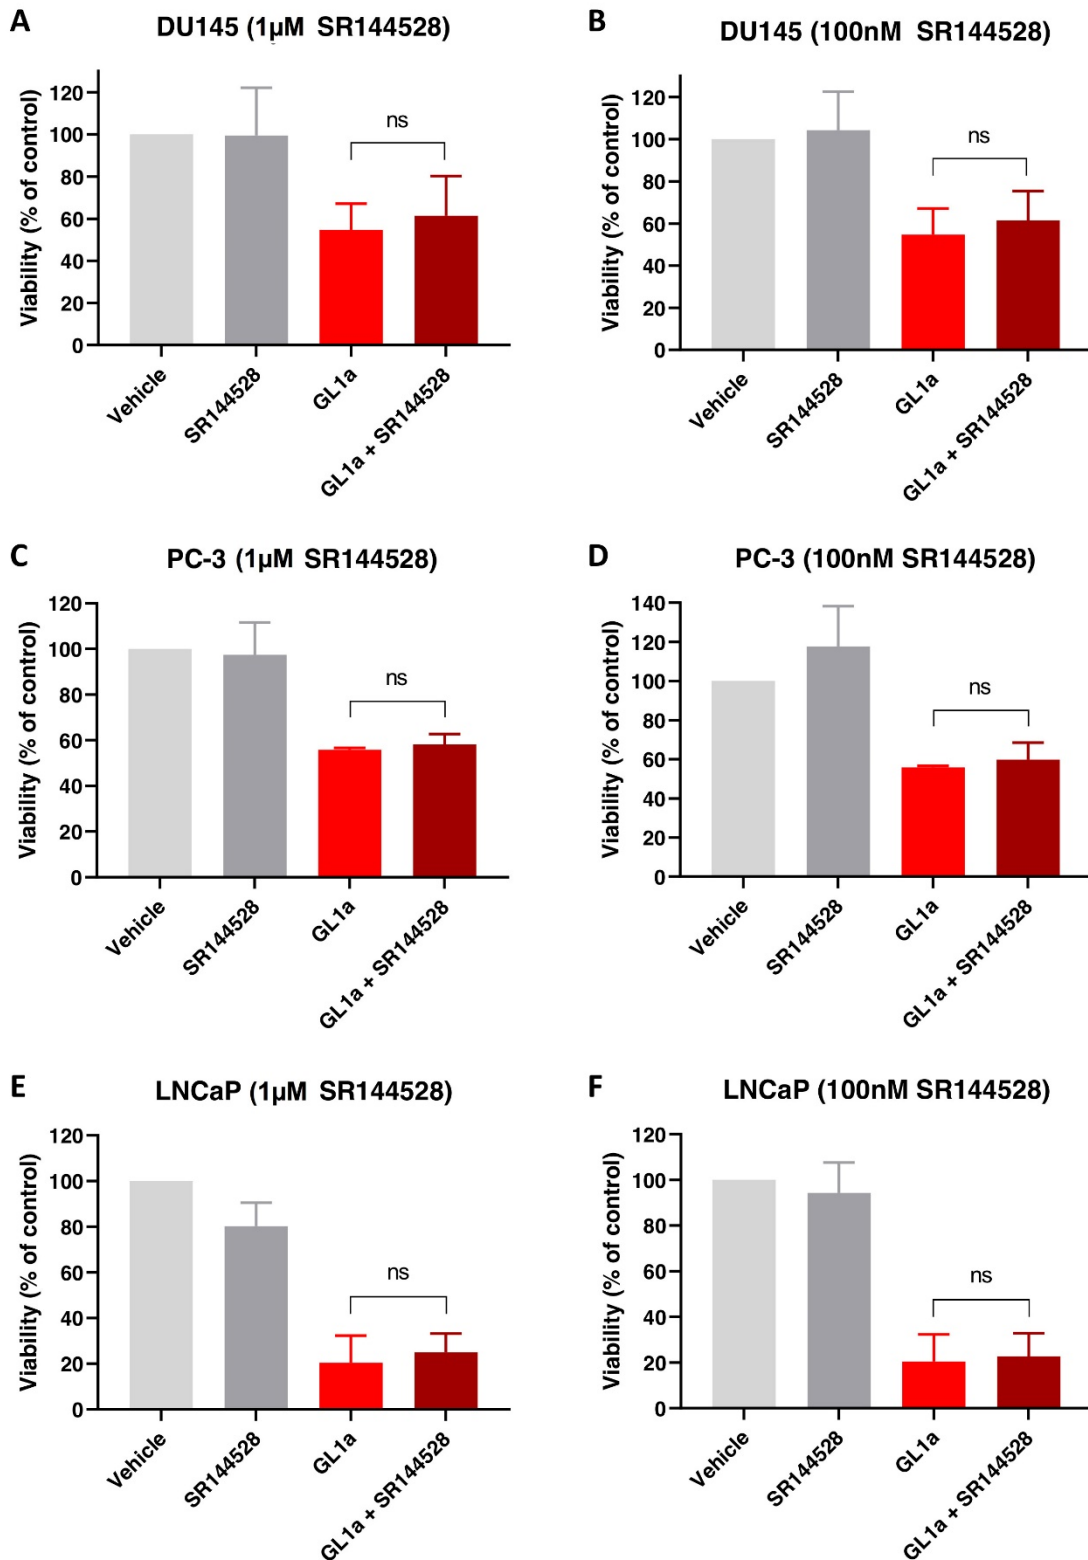 A
DU145 (1µM SR144528)
Viability (% of control)
120
100
80
60
40
20
0
ns
Vehicle
SR144528
GL1a
GL1a + SR144528
B
DU145 (100nM SR144528)
Viability (% of control)
120
100
80
60
40
20
0
ns
Vehicle
SR144528
GL1a
GL1a + SR144528
C
PC-3 (1µM SR144528)
Viability (% of control)
120
100
80
60
40
20
0
ns
Vehicle
SR144528
GL1a
GL1a + SR144528
D
PC-3 (100nM SR144528)
Viability (% of control)
140
120
100
80
60
40
20
0
ns
Vehicle
SR144528
GL1a
GL1a + SR144528
E
LNCaP (1µM SR144528)
Viability (% of control)
120
100
80
60
40
20
0
ns
Vehicle
SR144528
GL1a
GL1a + SR144528
F
LNCaP (100nM SR144528)
Viability (% of control)
120
100
80
60
40
20
0
ns
Vehicle
SR144528
GL1a
GL1a + SR144528